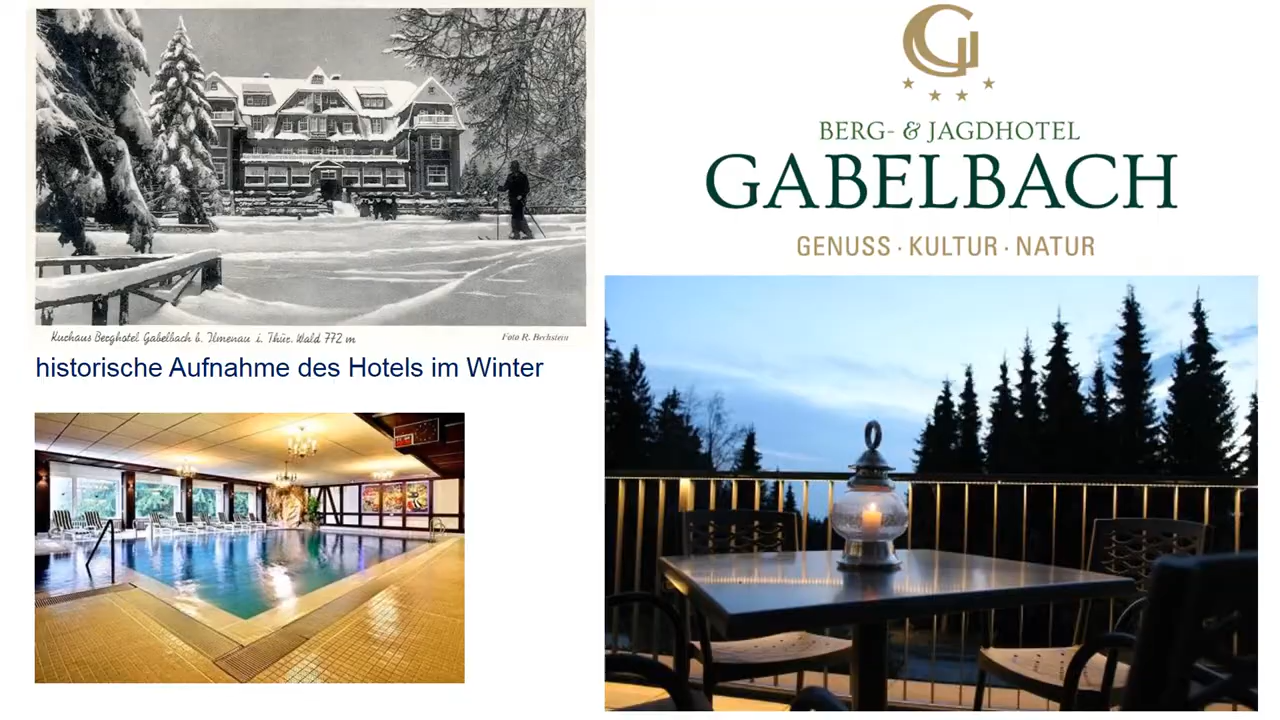 Kurhaus Berghotel Gabelbach b. Ilmenau i. Thür. Wald 772 m
Foto R. Bechstein
historische Aufnahme des Hotels im Winter
BERG- & JAGDHOTEL
GABELBACH
GENUSS · KULTUR · NATUR